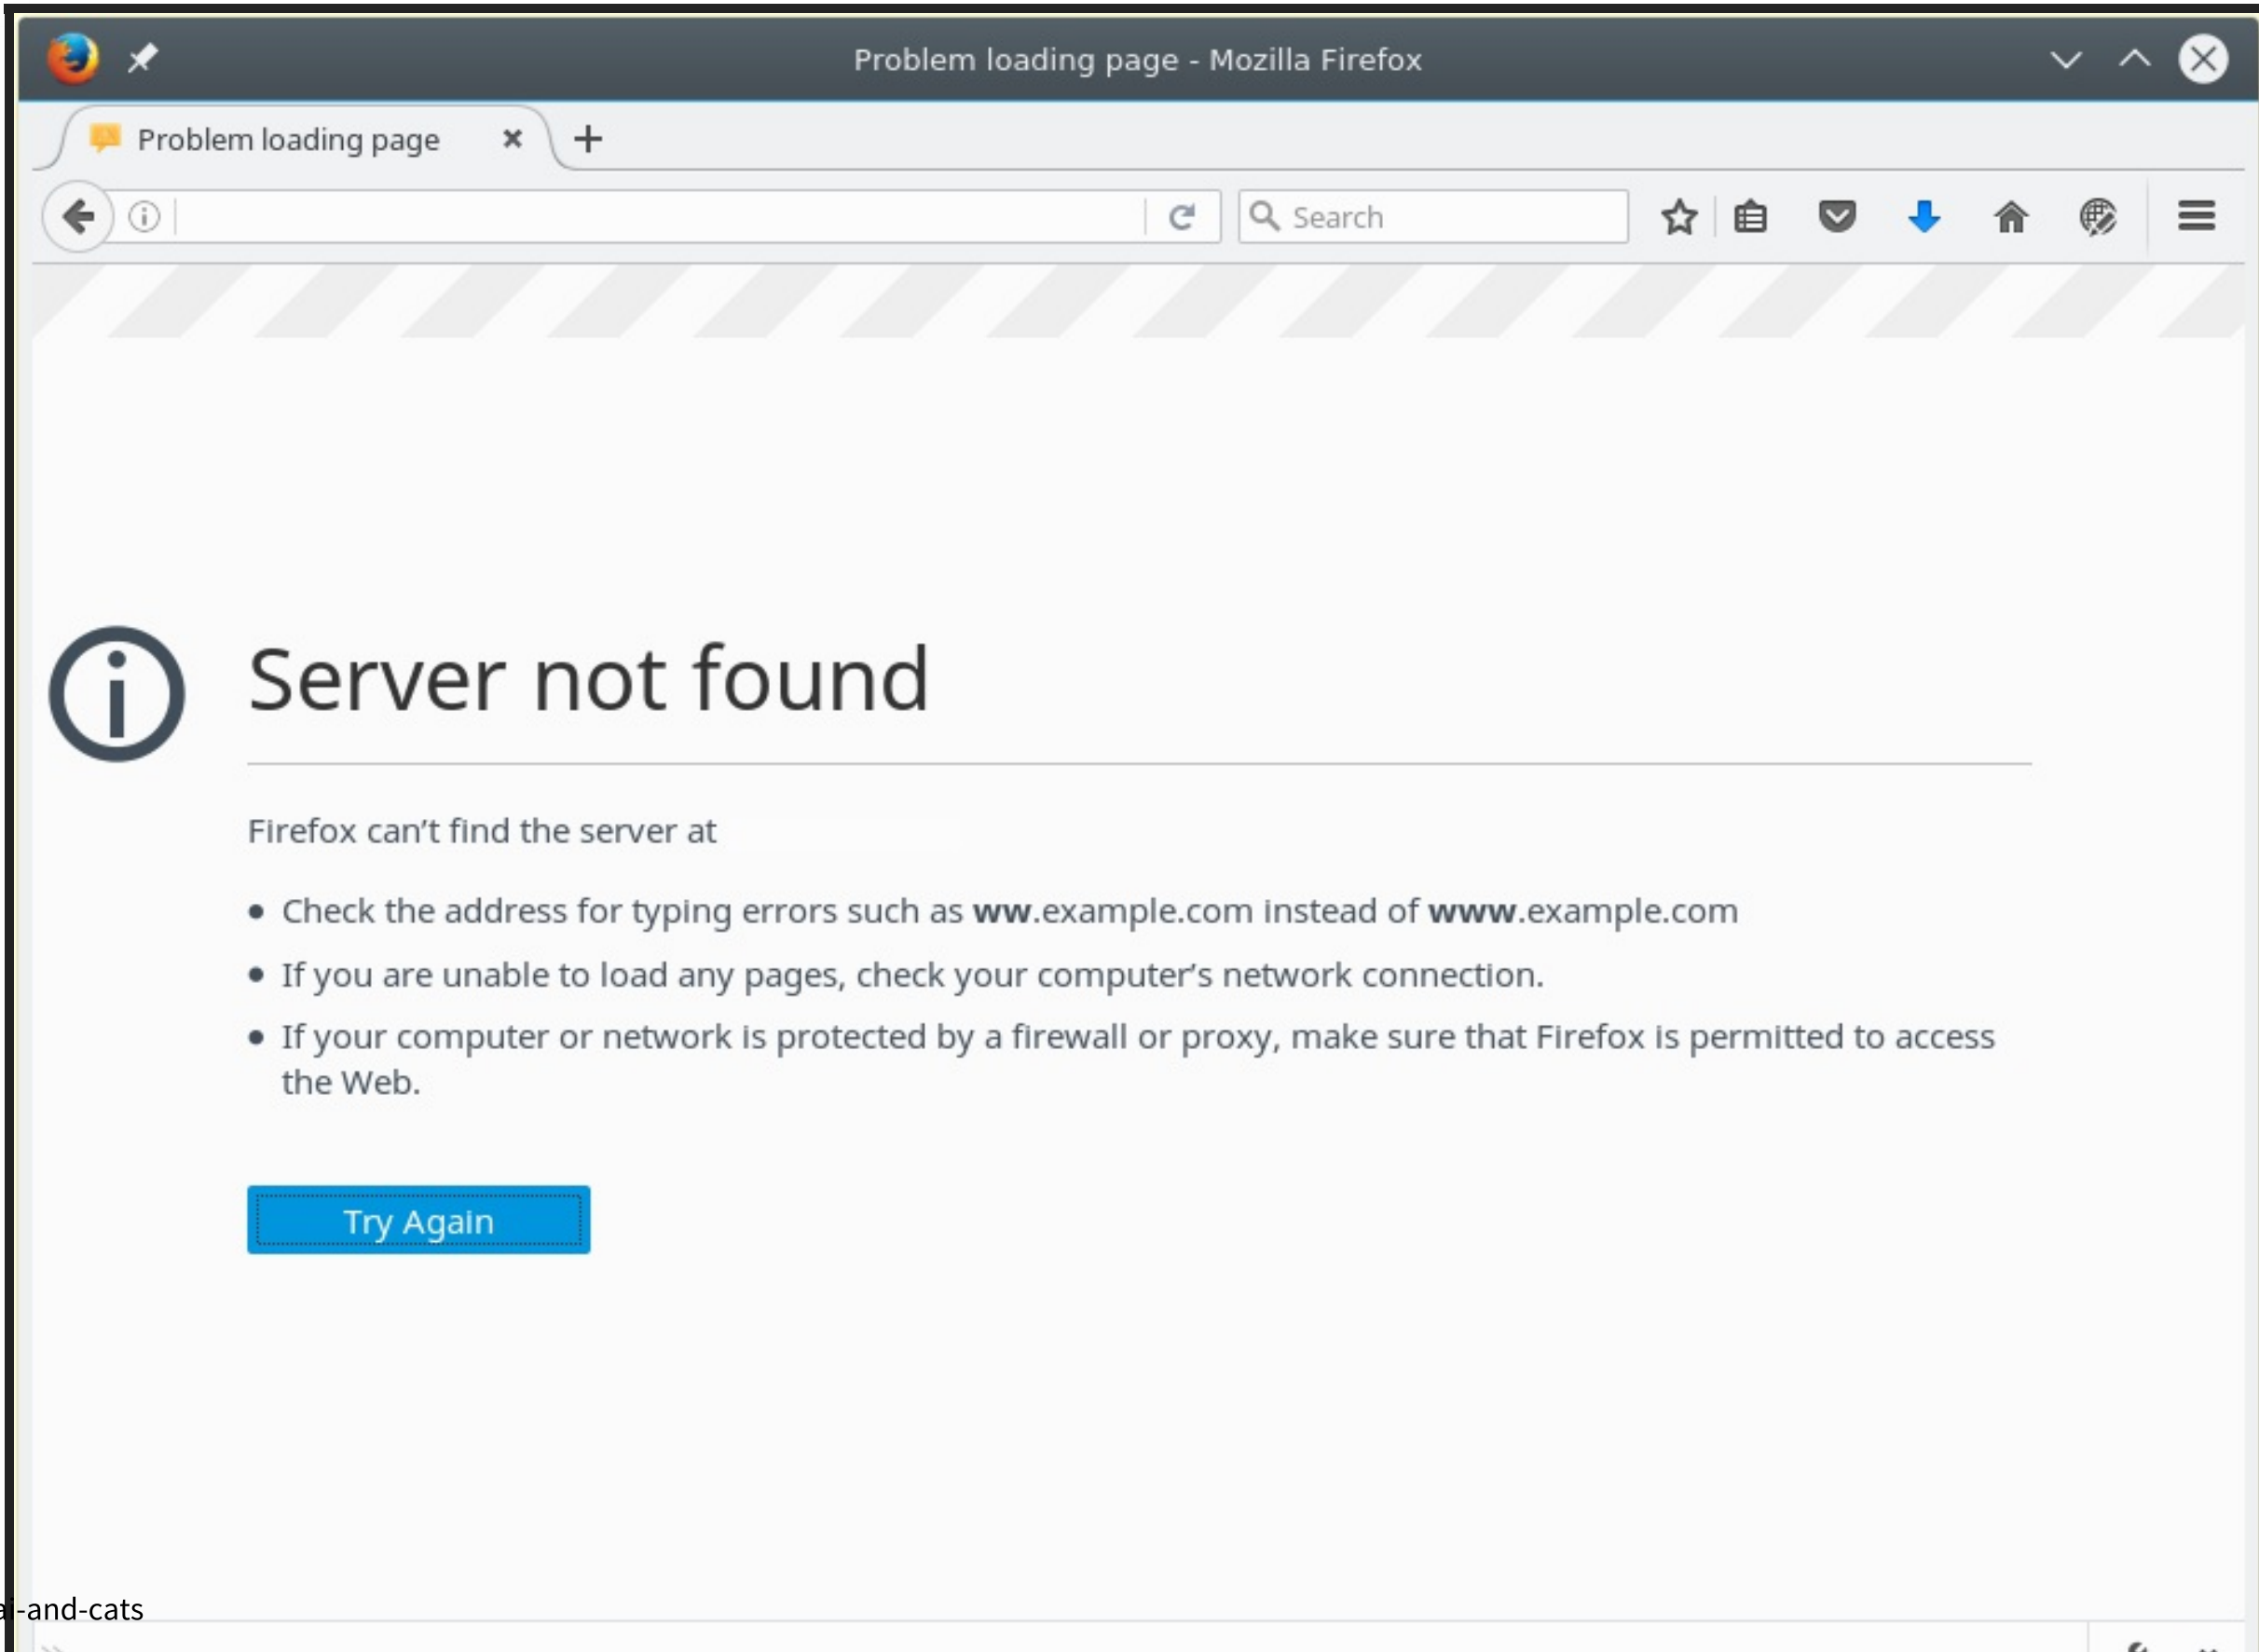 Problem loading page - Mozilla Firefox
Problem loading page
Search
Server not found
Firefox can’t find the server at
Check the address for typing errors such as ww.example.com instead of www.example.com
If you are unable to load any pages, check your computer’s network connection.
If your computer or network is protected by a firewall or proxy, make sure that Firefox is permitted to access
the Web.
Try Again
ai-and-cats